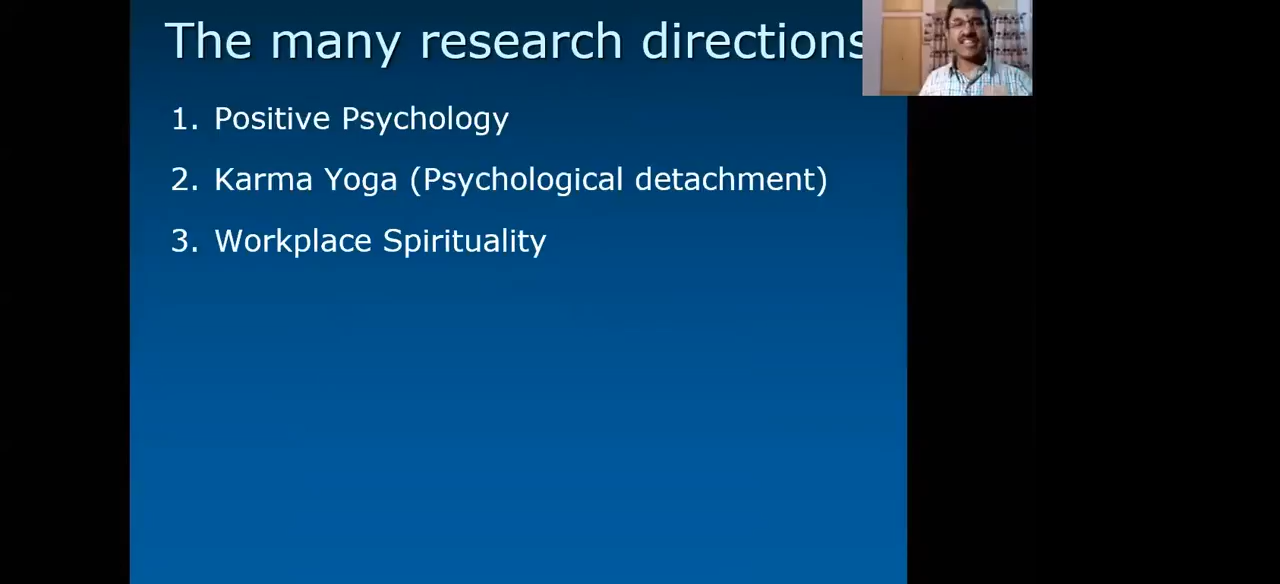 The many research directions
1. Positive Psychology
2. Karma Yoga (Psychological detachment)
3. Workplace Spirituality